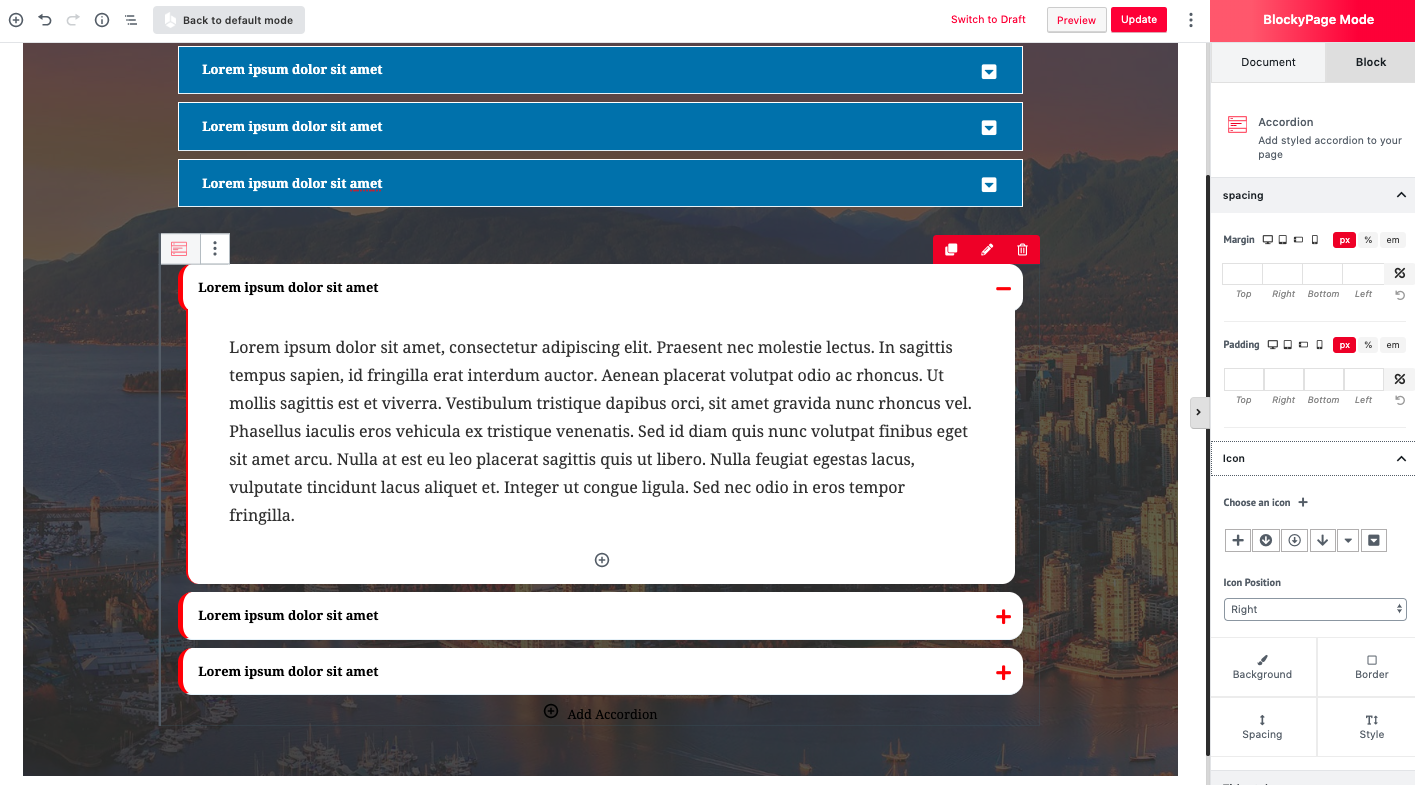 Back to default mode
Switch to Draft
Preview
Update
BlockyPage Mode
Lorem ipsum dolor sit amet
Lorem ipsum dolor sit amet
Lorem ipsum dolor sit amet
Lorem ipsum dolor sit amet
Lorem ipsum dolor sit amet, consectetur adipiscing elit. Praesent nec molestie lectus. In sagittis
tempus sapien, id fringilla erat interdum auctor. Aenean placerat volutpat odio ac rhoncus. Ut
mollis sagittis est et viverra. Vestibulum tristique dapibus orci, sit amet gravida nunc rhoncus vel.
Phasellus iaculis eros vehicula ex tristique venenatis. Sed id diam quis nunc volutpat finibus eget
sit amet arcu. Nulla at est eu leo placerat sagittis quis ut libero. Nulla feugiat egestas lacus,
vulputate tincidunt lacus aliquet et. Integer ut congue ligula. Sed nec odio in eros tempor
fringilla.
Lorem ipsum dolor sit amet
Lorem ipsum dolor sit amet
Add Accordion
Document
Block
Accordion
Add styled accordion to your
page
spacing
Margin px % em
Top Right Bottom Left
Padding px % em
Top Right Bottom Left
Icon
Choose an icon
Icon Position
Right
Background
Border
Spacing
Style